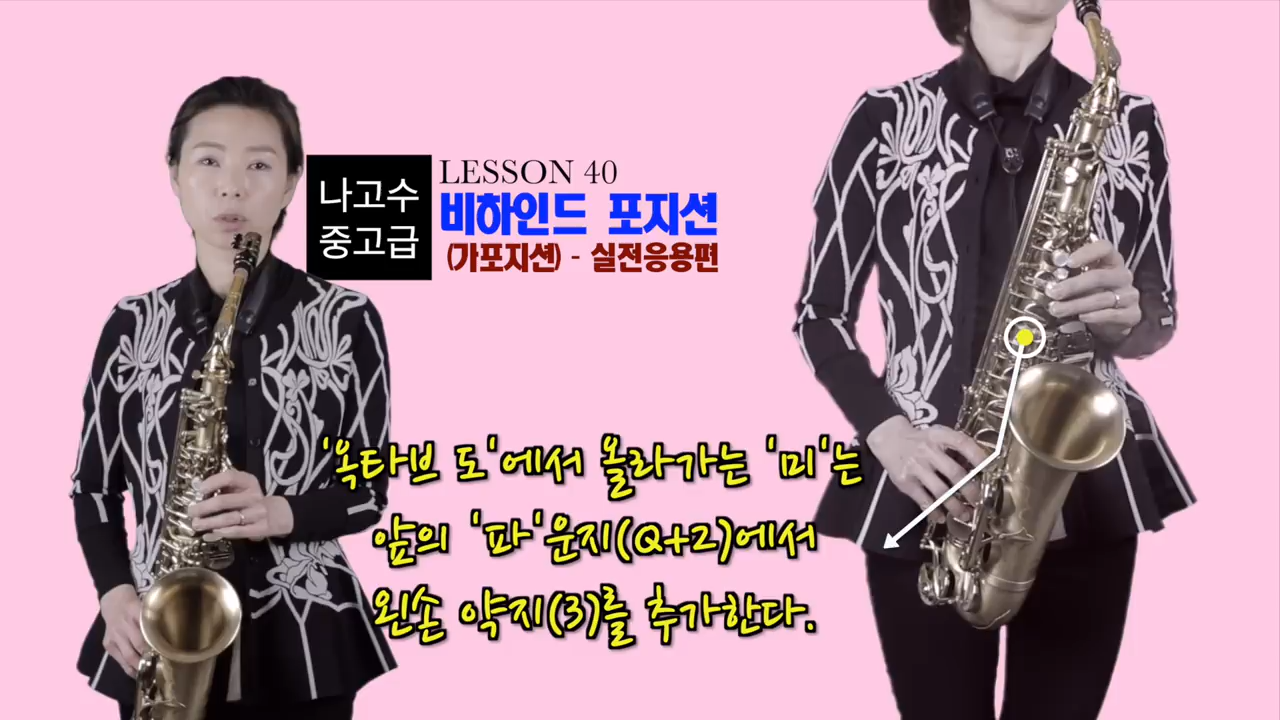 나고수
중고급
LESSON 40
비하인드 포지션
(가포지션) - 실전응용편
'옥타브 도'에서 올라가는 '미'는
앞의 '파'운지(Q+2)에서
왼손 약지(3)를 추가한다.